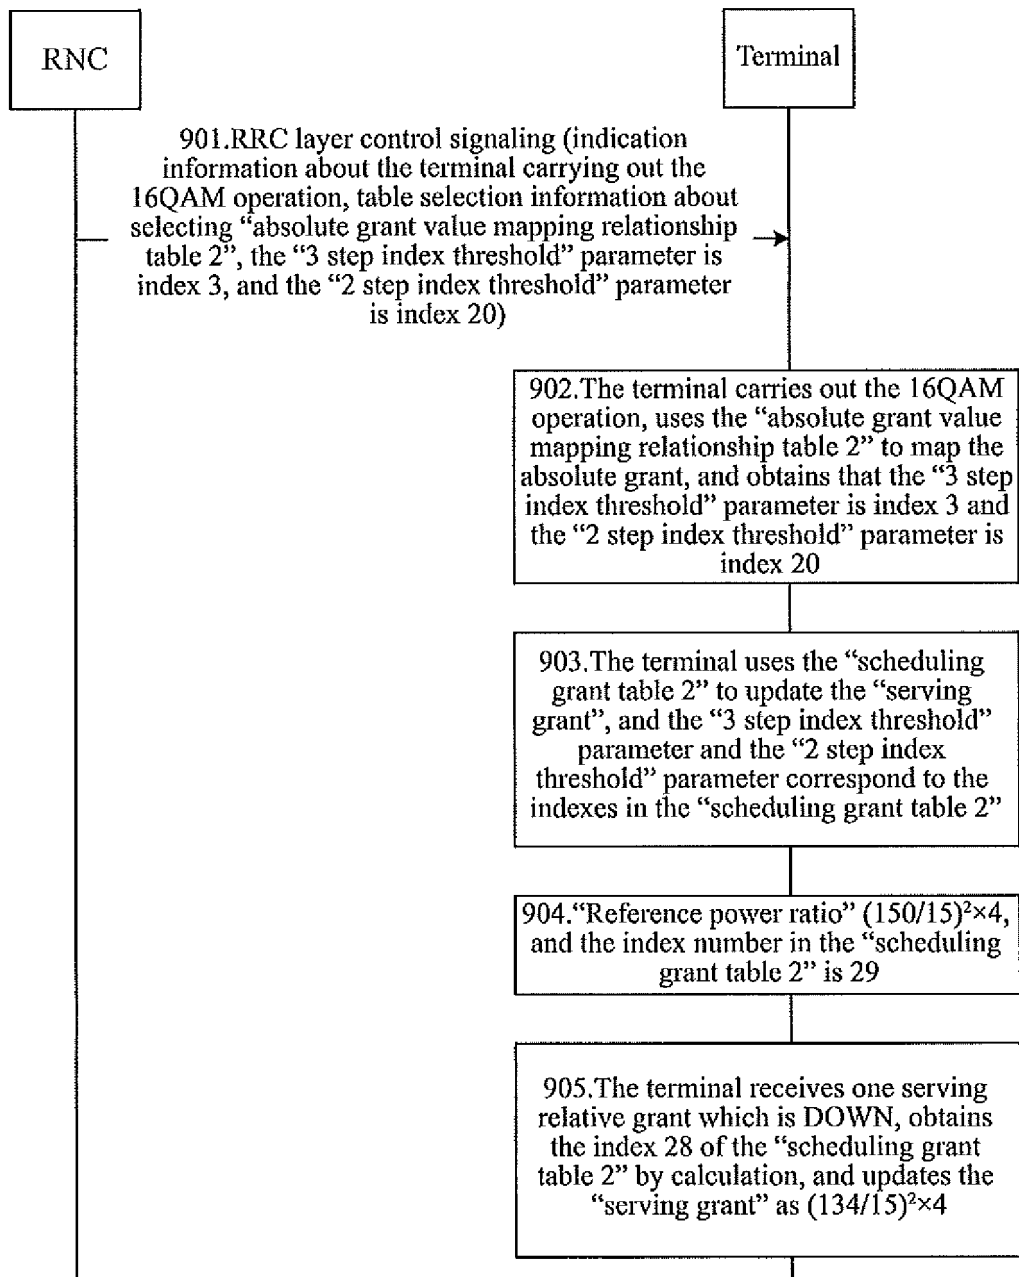 RNC
Terminal
901.RRC layer control signaling (indication
information about the terminal carrying out the
16QAM operation, table selection information about
selecting “absolute grant value mapping relationship
table 2”, the “3 step index threshold” parameter is
index 3, and the “2 step index threshold” parameter
is index 20)
902.The terminal carries out the 16QAM
operation, uses the “absolute grant value
mapping relationship table 2” to map the
absolute grant, and obtains that the “3 step
index threshold” parameter is index 3 and
the “2 step index threshold” parameter is
index 20
903.The terminal uses the “scheduling
grant table 2” to update the “serving
grant”, and the “3 step index threshold”
parameter and the “2 step index
threshold” parameter correspond to the
indexes in the “scheduling grant table 2”
904.“Reference power ratio” (150/15)²×4,
and the index number in the “scheduling
grant table 2” is 29
905.The terminal receives one serving
relative grant which is DOWN, obtains
the index 28 of the “scheduling grant
table 2” by calculation, and updates the
“serving grant” as (134/15)²×4